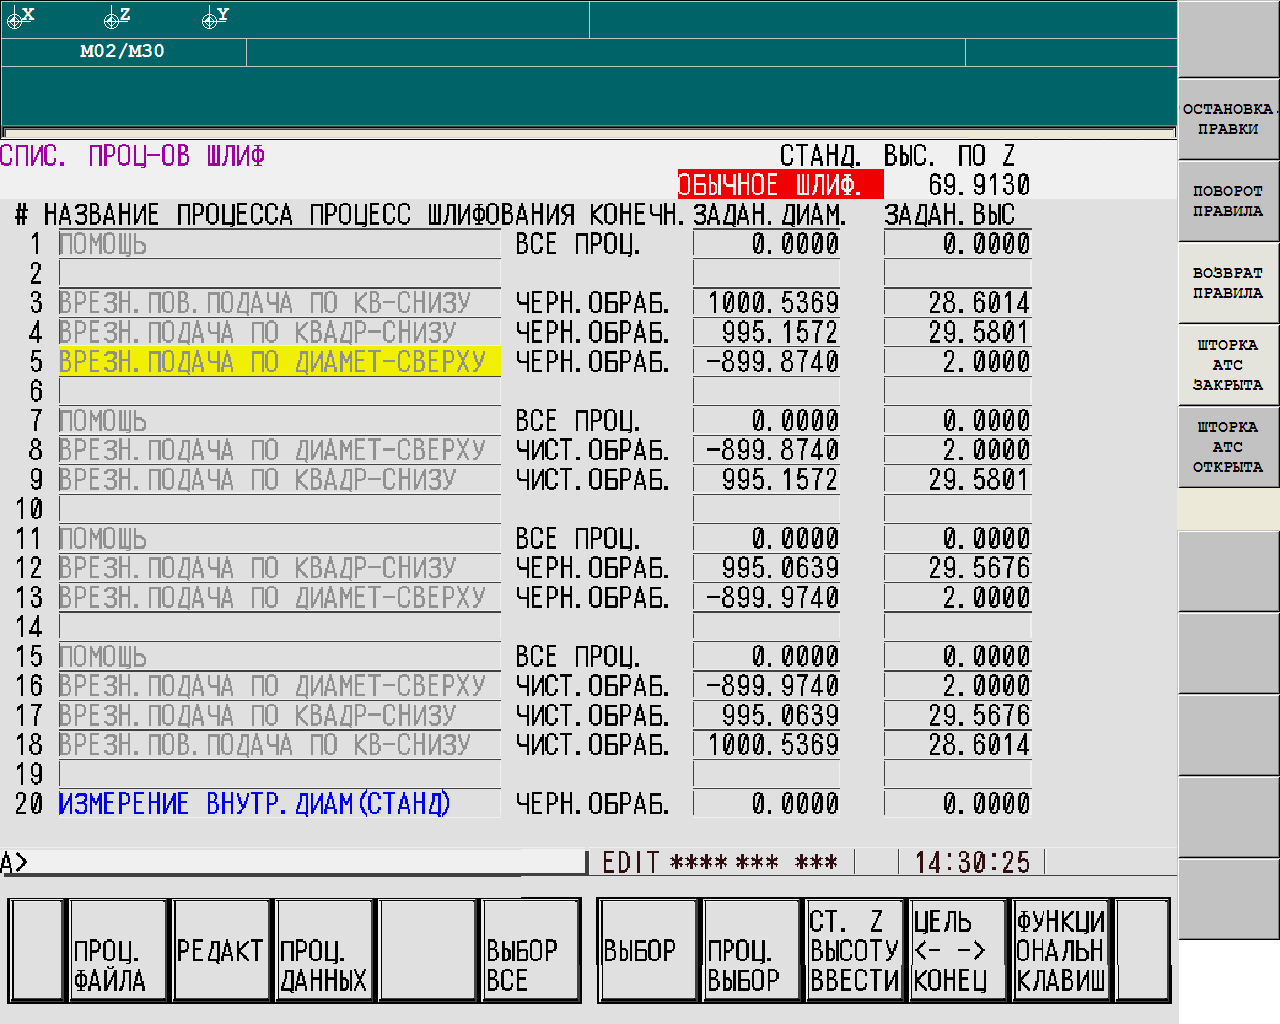 X Z Y
M02/M30
СПИС. ПРОЦ-ОВ ШЛИФ СТАНД. ВЫС. ПО Z
ОБЫЧНОЕ ШЛИФ. 69.9130
# НАЗВАНИЕ ПРОЦЕССА ПРОЦЕСС ШЛИФОВАНИЯ КОНЕЧН. ЗАДАН.ДИАМ. ЗАДАН.ВЫС
1 ПОМОЩЬ ВСЕ ПРОЦ. 0.0000 0.0000
2
3 ВРЕЗН.ПОВ.ПОДАЧА ПО КВ-СНИЗУ ЧЕРН.ОБРАБ. 1000.5369 28.6014
4 ВРЕЗН.ПОДАЧА ПО КВАДР-СНИЗУ ЧЕРН.ОБРАБ. 995.1572 29.5801
5 ВРЕЗН.ПОДАЧА ПО ДИАМЕТ-СВЕРХУ ЧЕРН.ОБРАБ. -899.8740 2.0000
6
7 ПОМОЩЬ ВСЕ ПРОЦ. 0.0000 0.0000
8 ВРЕЗН.ПОДАЧА ПО ДИАМЕТ-СВЕРХУ ЧИСТ.ОБРАБ. -899.8740 2.0000
9 ВРЕЗН.ПОДАЧА ПО КВАДР-СНИЗУ ЧИСТ.ОБРАБ. 995.1572 29.5801
10
11 ПОМОЩЬ ВСЕ ПРОЦ. 0.0000 0.0000
12 ВРЕЗН.ПОДАЧА ПО КВАДР-СНИЗУ ЧЕРН.ОБРАБ. 995.0639 29.5676
13 ВРЕЗН.ПОДАЧА ПО ДИАМЕТ-СВЕРХУ ЧЕРН.ОБРАБ. -899.9740 2.0000
14
15 ПОМОЩЬ ВСЕ ПРОЦ. 0.0000 0.0000
16 ВРЕЗН.ПОДАЧА ПО ДИАМЕТ-СВЕРХУ ЧИСТ.ОБРАБ. -899.9740 2.0000
17 ВРЕЗН.ПОДАЧА ПО КВАДР-СНИЗУ ЧИСТ.ОБРАБ. 995.0639 29.5676
18 ВРЕЗН.ПОВ.ПОДАЧА ПО КВ-СНИЗУ ЧИСТ.ОБРАБ. 1000.5369 28.6014
19
20 ИЗМЕРЕНИЕ ВНУТР.ДИАМ(СТАНД) ЧЕРН.ОБРАБ. 0.0000 0.0000
A> EDIT **** *** *** 14:30:25
ПРОЦ.
ФАЙЛА
РЕДАКТ
ПРОЦ.
ДАННЫХ
ВЫБОР
ВСЕ
ВЫБОР
ПРОЦ.
ВЫБОР
СТ. Z
ВЫСОТУ
ВВЕСТИ
ЦЕЛЬ
<- ->
КОНЕЦ
ФУНКЦИ
ОНАЛЬН
КЛАВИШ
ОСТАНОВКА.
ПРАВКИ
ПОВОРОТ
ПРАВИЛА
ВОЗВРАТ
ПРАВИЛА
ШТОРКА
АТС
ЗАКРЫТА
ШТОРКА
АТС
ОТКРЫТА